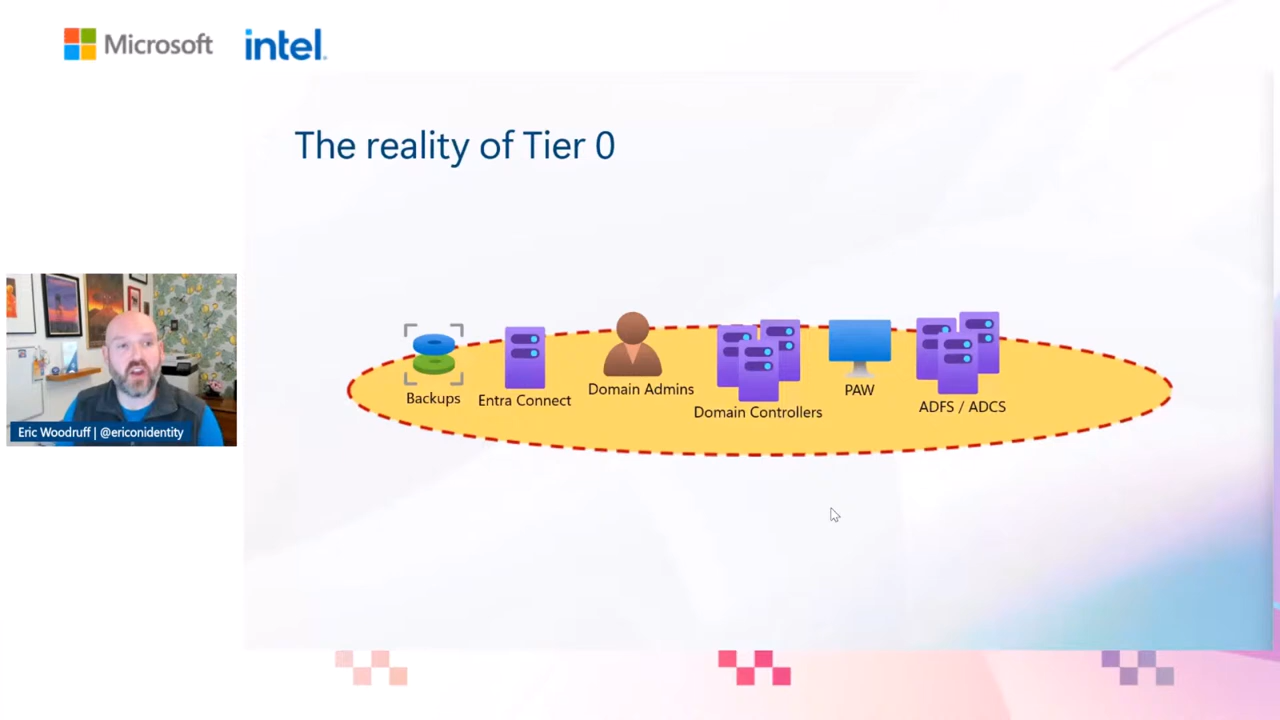 Microsoft
intel.
The reality of Tier 0
Backups
Entra Connect
Domain Admins
Domain Controllers
PAW
ADFS / ADCS
Eric Woodruff | @ericonidentity